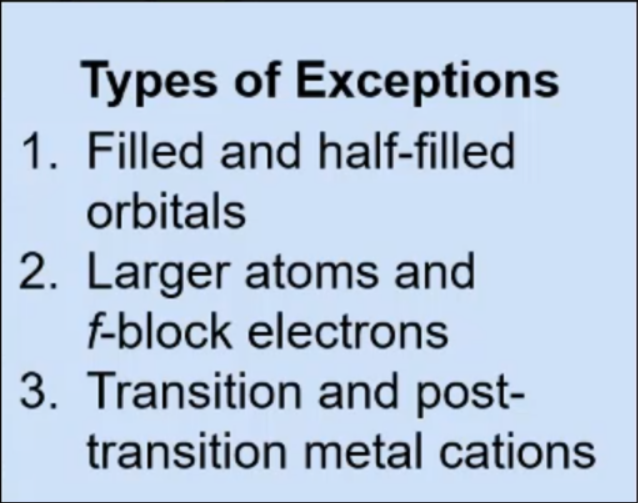 Types of Exceptions
1. Filled and half-filled
orbitals
2. Larger atoms and
f-block electrons
3. Transition and post-
transition metal cations